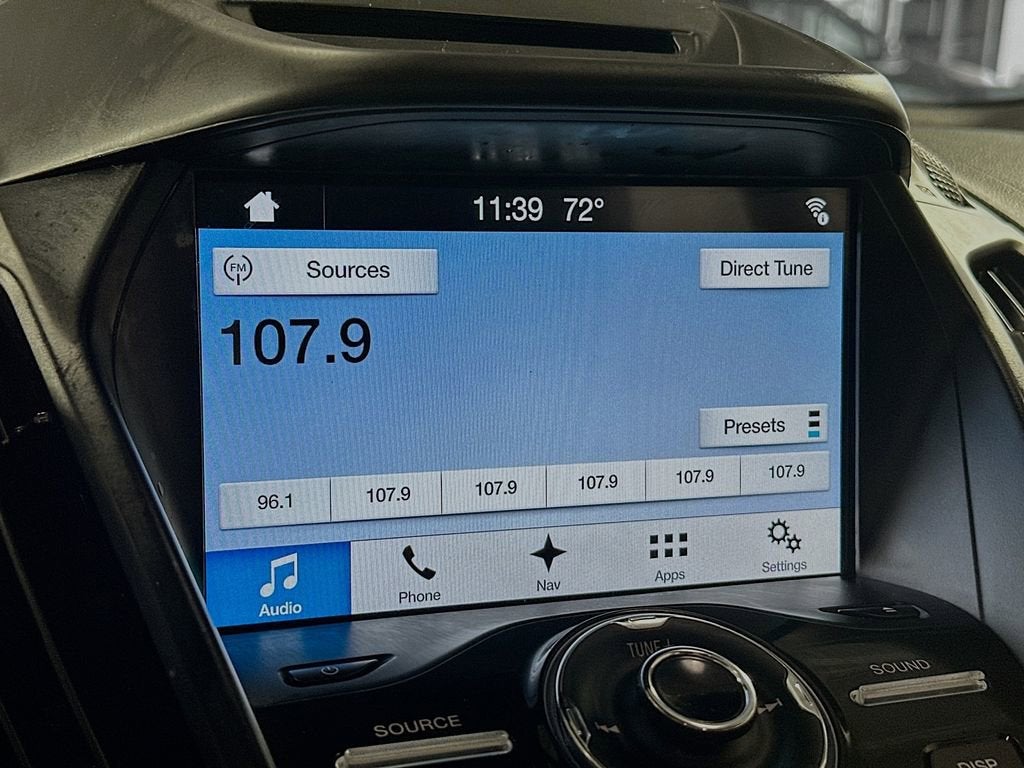 11:39 72°
FM Sources Direct Tune
107.9
Presets
96.1 107.9 107.9 107.9 107.9 107.9
Audio Phone Nav Apps Settings
TUNE
SOURCE SOUND
DISP